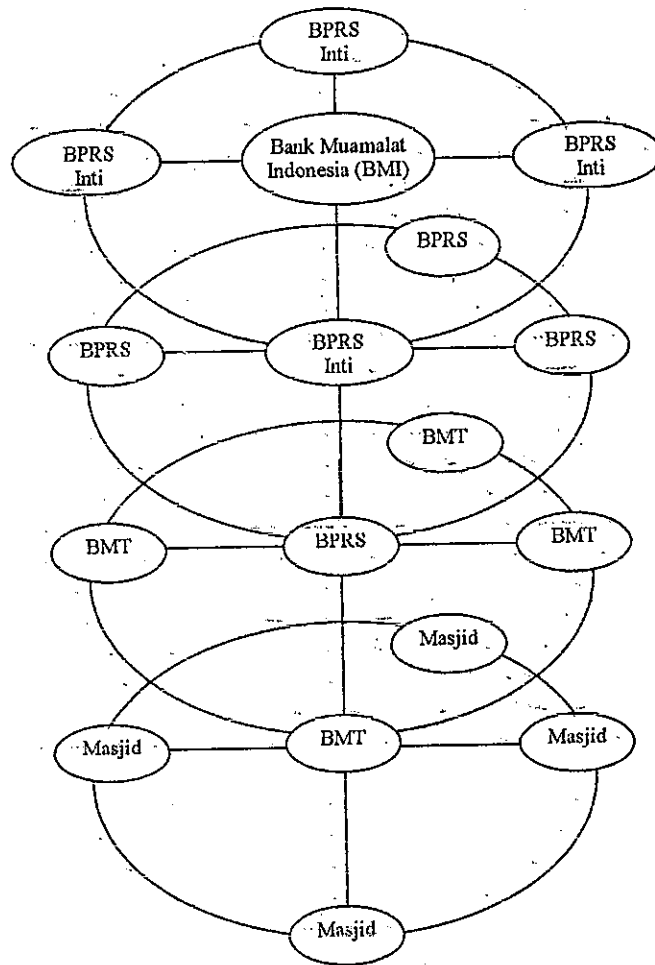 BPRS
Inti
Bank Muamalat
Indonesia (BMI)
BPRS
Inti
BPRS
Inti
BPRS
BPRS
BPRS
Inti
BPRS
BMT
BMT
BPRS
BMT
Masjid
Masjid
BMT
Masjid
Masjid